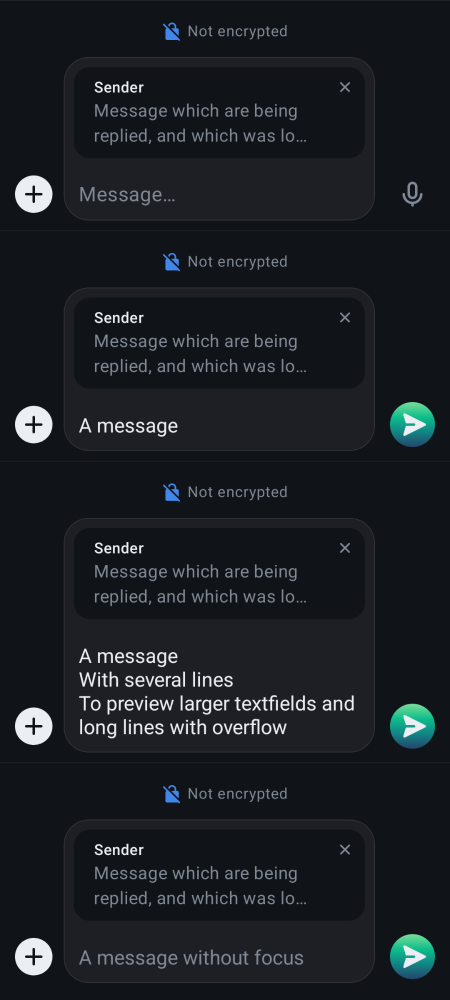 Not encrypted
Sender
Message which are being
replied, and which was lo…
Message…
Not encrypted
Sender
Message which are being
replied, and which was lo…
A message
Not encrypted
Sender
Message which are being
replied, and which was lo…
A message
With several lines
To preview larger textfields and
long lines with overflow
Not encrypted
Sender
Message which are being
replied, and which was lo…
A message without focus